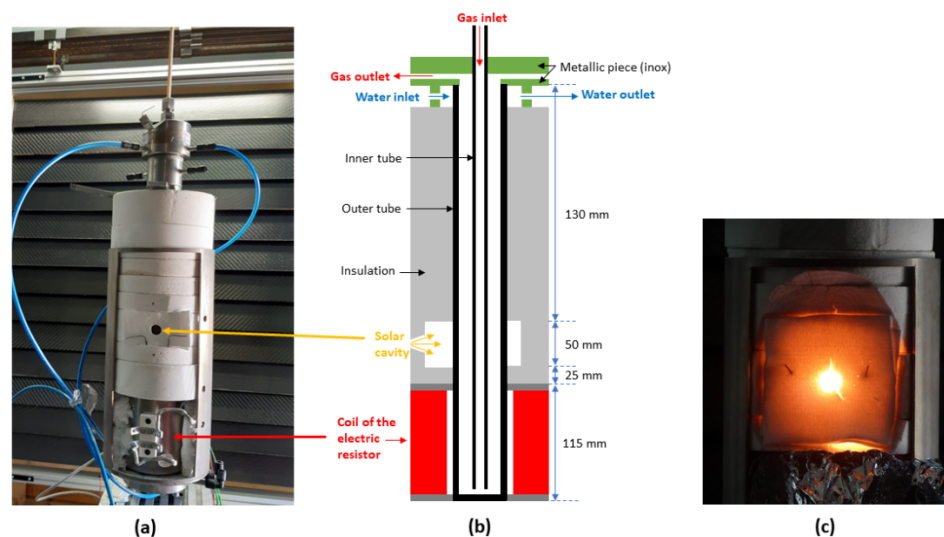 Gas inlet
Metallic piece (inox)
Gas outlet
Water inlet
Water outlet
Inner tube
Outer tube
130 mm
Insulation
Solar
cavity
50 mm
25 mm
Coil of the
electric
resistor
115 mm
(a)
(b)
(c)